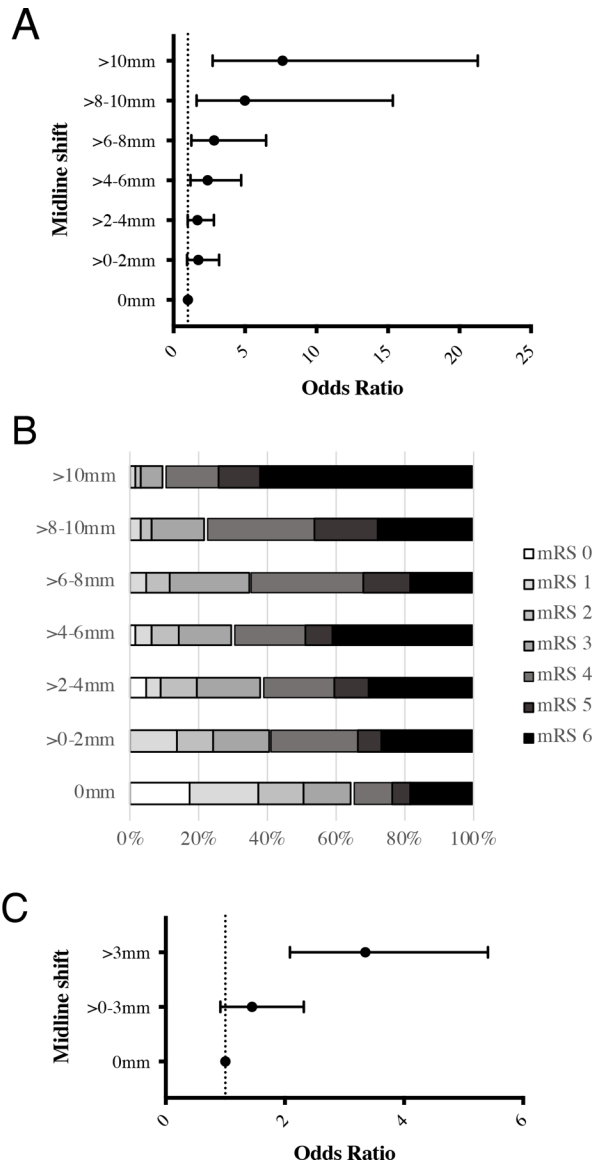 A
>10mm
>8-10mm
>6-8mm
>4-6mm
>2-4mm
>0-2mm
0mm
Midline shift
0 5 10 15 20 25
Odds Ratio
B
>10mm
>8-10mm
>6-8mm
>4-6mm
>2-4mm
>0-2mm
0mm
0% 20% 40% 60% 80% 100%
mRS 0
mRS 1
mRS 2
mRS 3
mRS 4
mRS 5
mRS 6
C
>3mm
>0-3mm
0mm
Midline shift
0 2 4 6
Odds Ratio